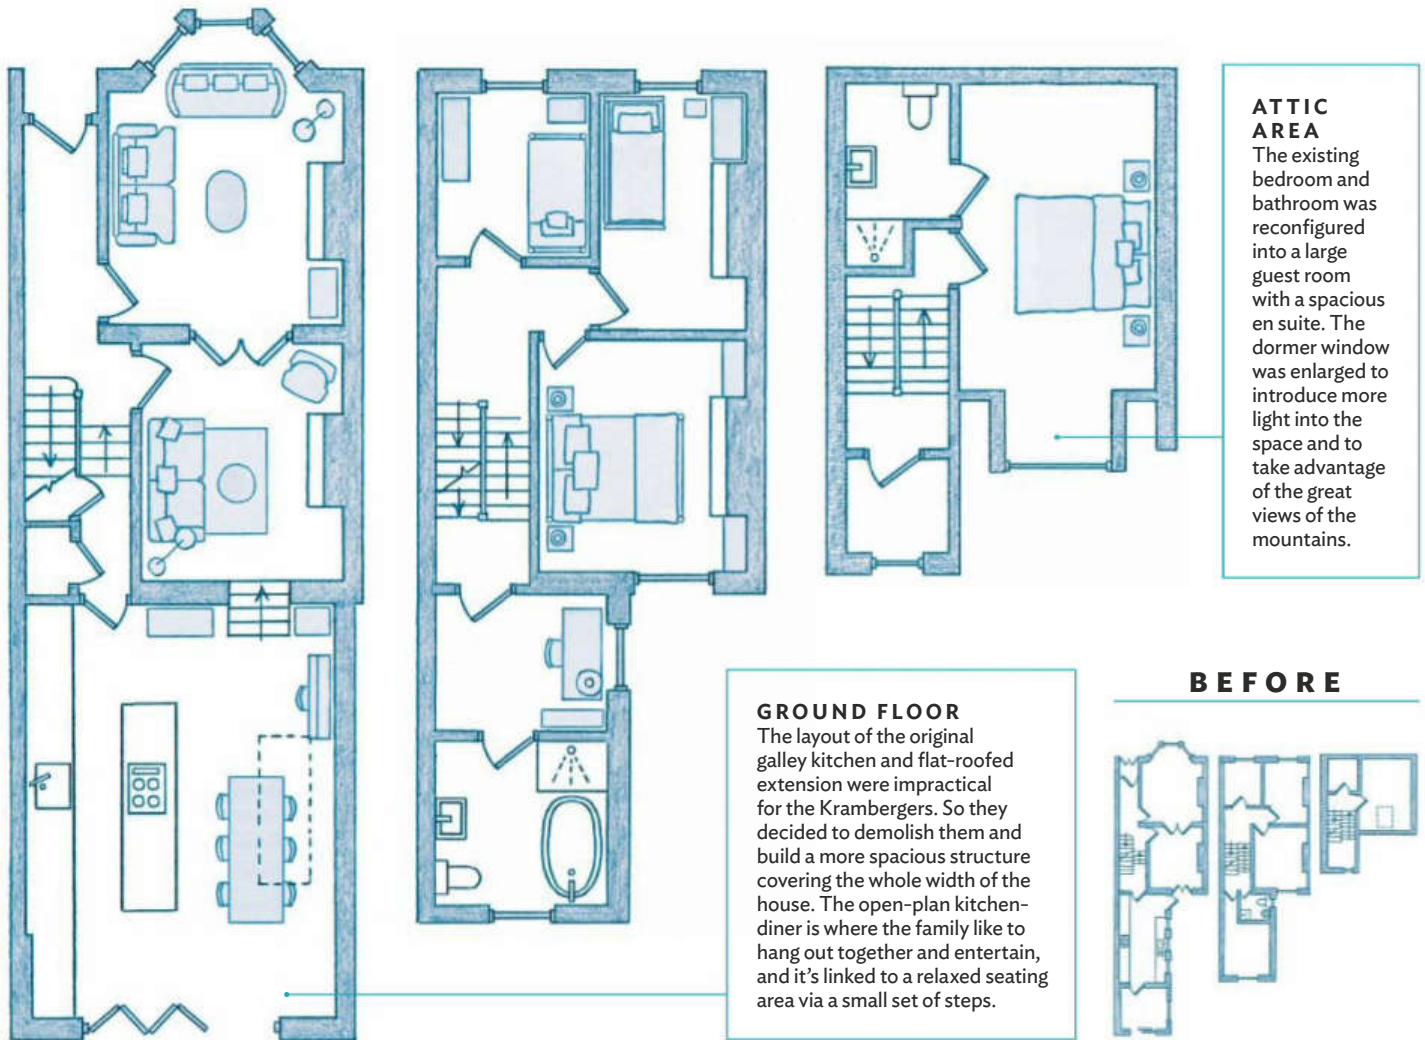 ATTIC
AREA
The existing
bedroom and
bathroom was
reconfigured
into a large
guest room
with a spacious
en suite. The
dormer window
was enlarged to
introduce more
light into the
space and to
take advantage
of the great
views of the
mountains.
BEFORE
GROUND FLOOR
The layout of the original
galley kitchen and flat-roofed
extension were impractical
for the Krambergers. So they
decided to demolish them and
build a more spacious structure
covering the whole width of the
house. The open-plan kitchen-
diner is where the family like to
hang out together and entertain,
and it’s linked to a relaxed seating
area via a small set of steps.